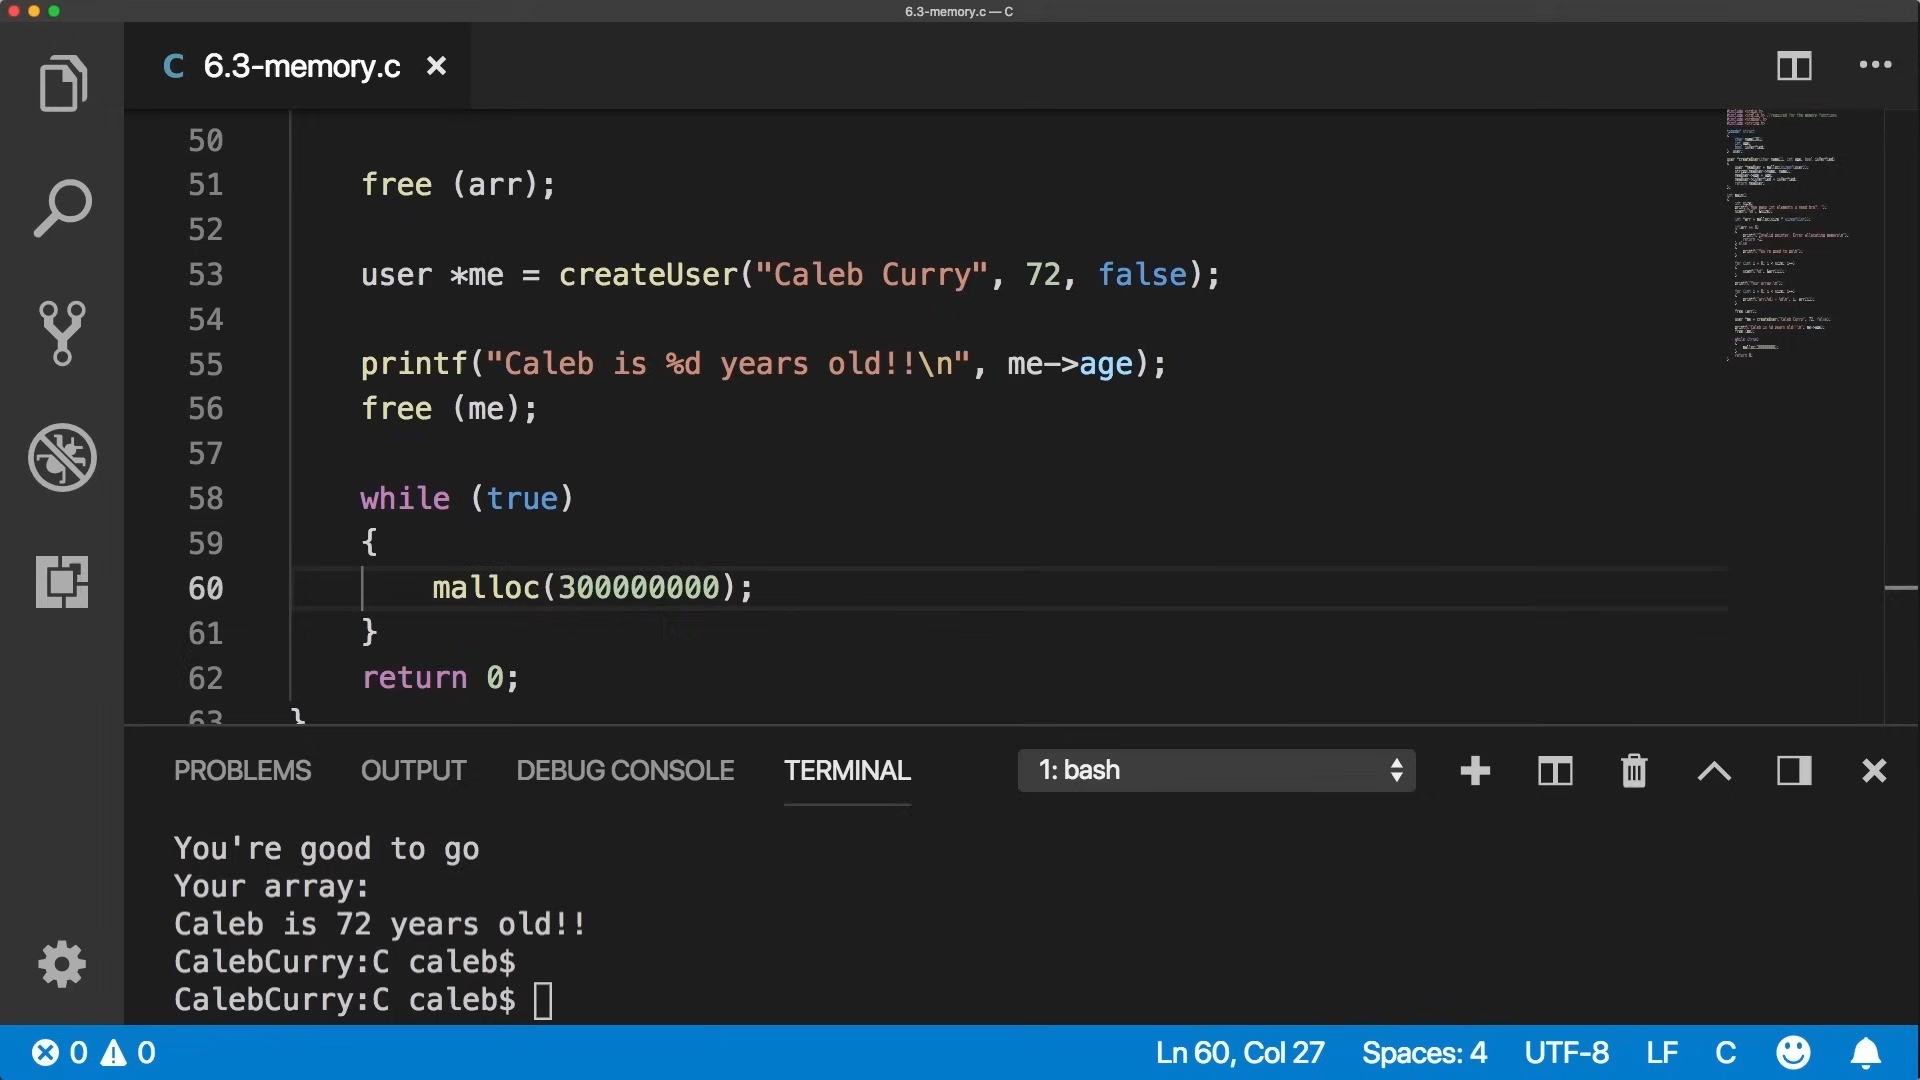 6.3-memory.c — C
C 6.3-memory.c ×
50
51 free (arr);
52
53 user *me = createUser("Caleb Curry", 72, false);
54
55 printf("Caleb is %d years old!!\n", me->age);
56 free (me);
57
58 while (true)
59 {
60 malloc(300000000);
61 }
62 return 0;
63 }
PROBLEMS OUTPUT DEBUG CONSOLE TERMINAL 1: bash
You're good to go
Your array:
Caleb is 72 years old!!
CalebCurry:C caleb$
CalebCurry:C caleb$
0 0 Ln 60, Col 27 Spaces: 4 UTF-8 LF C